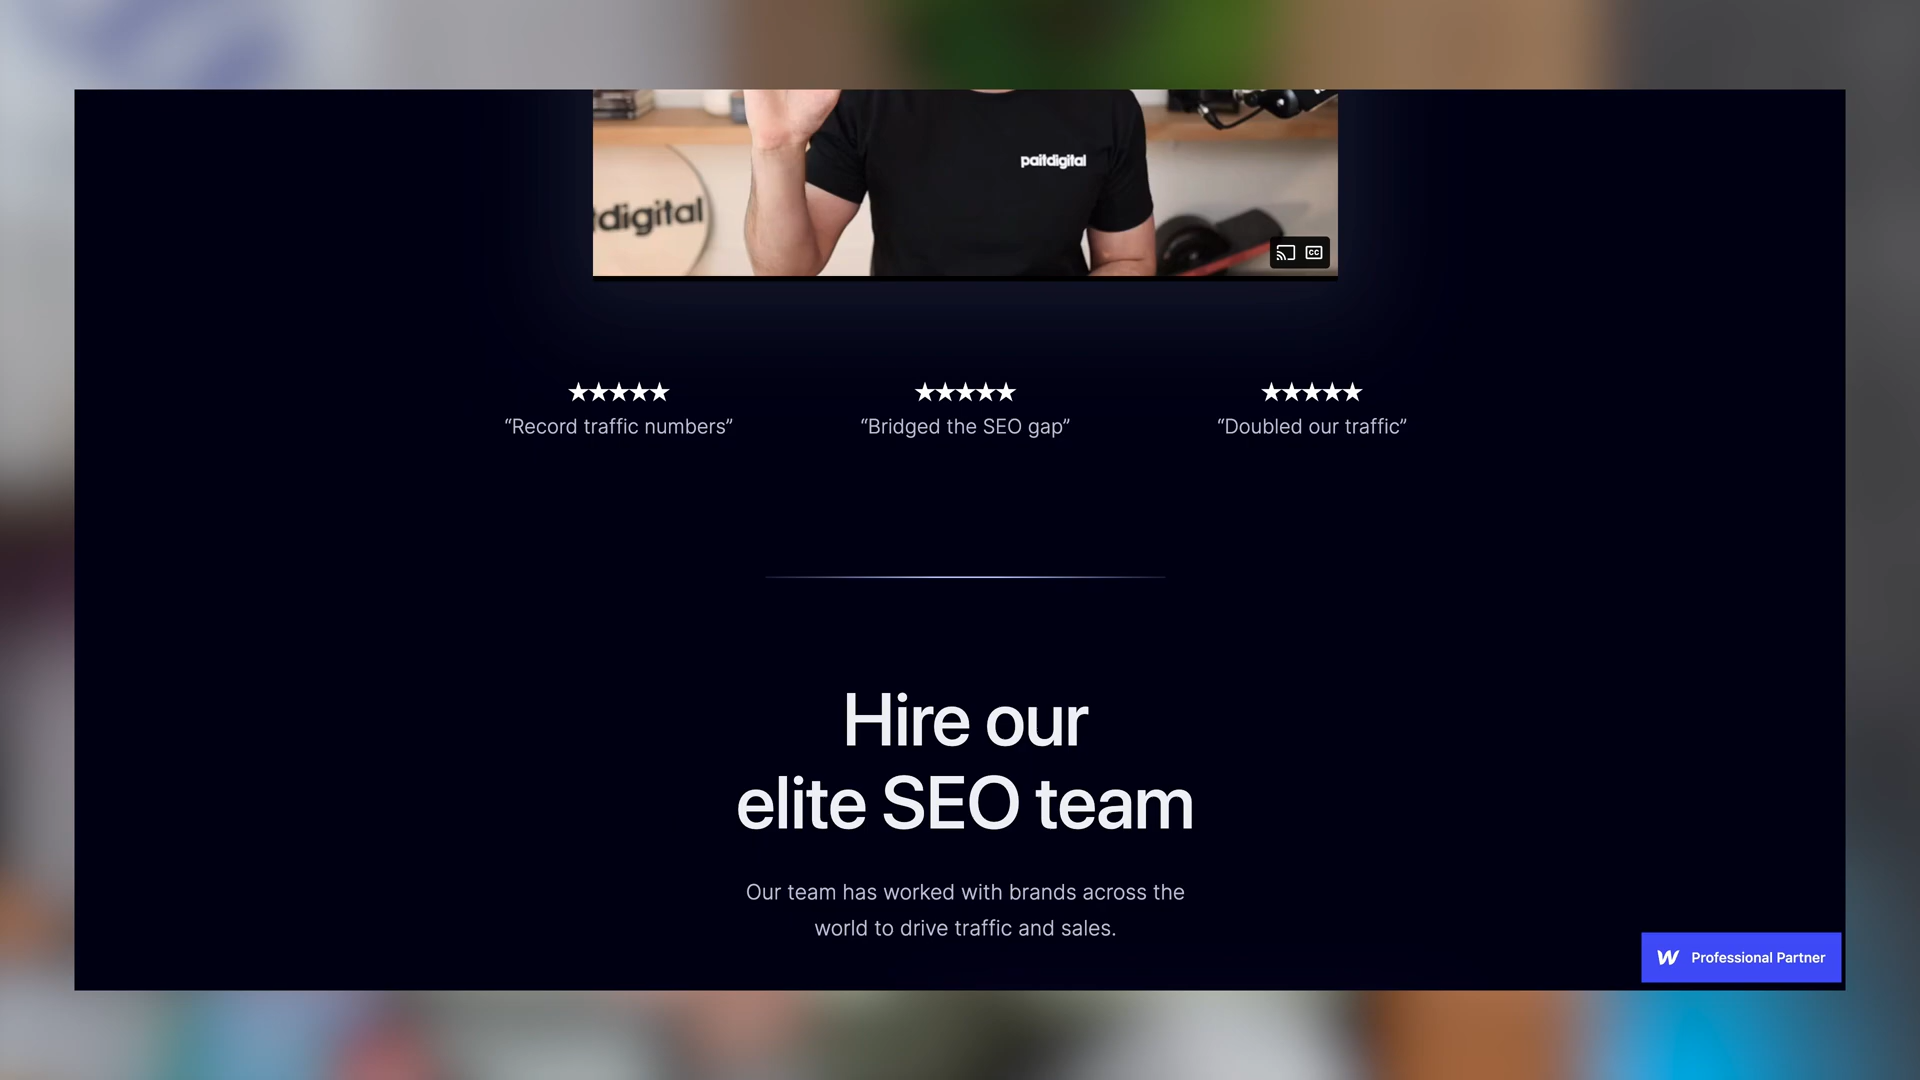 paitdigital
digital
CC
★★★★★
“Record traffic numbers”
★★★★★
“Bridged the SEO gap”
★★★★★
“Doubled our traffic”
Hire our
elite SEO team
Our team has worked with brands across the
world to drive traffic and sales.
Professional Partner